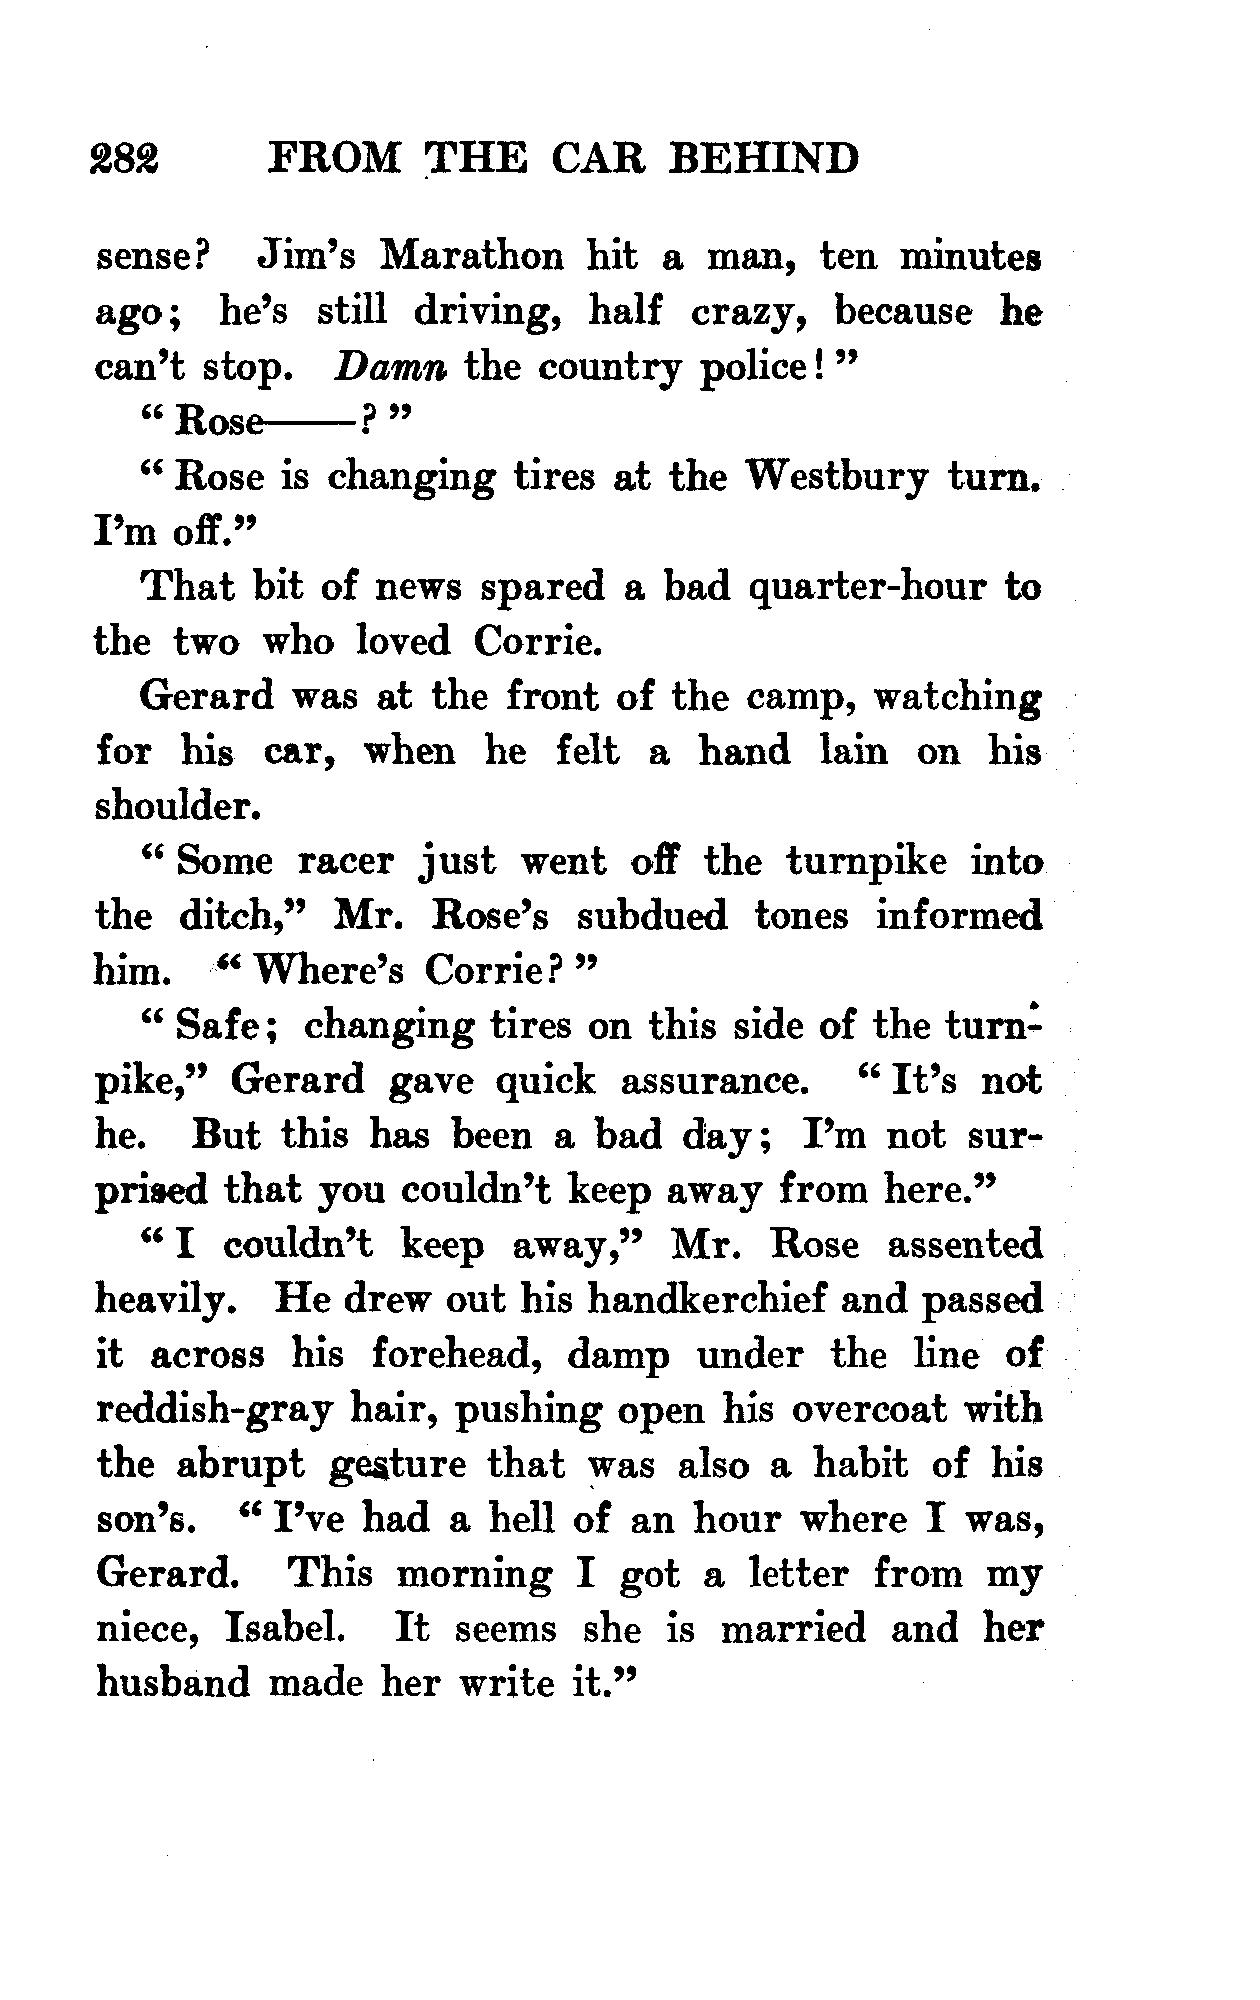 282 FROM THE CAR BEHIND
sense? Jim's Marathon hit a man, ten minutes
ago; he's still driving, half crazy, because he
can't stop. Damn the country police!"
"Rose——?"
"Rose is changing tires at the Westbury turn.
I'm off."
That bit of news spared a bad quarter-hour to
the two who loved Corrie.
Gerard was at the front of the camp, watching
for his car, when he felt a hand lain on his
shoulder.
"Some racer just went off the turnpike into
the ditch," Mr. Rose's subdued tones informed
him. "Where's Corrie?"
"Safe; changing tires on this side of the turn-
pike," Gerard gave quick assurance. "It's not
he. But this has been a bad day; I'm not sur-
prised that you couldn't keep away from here."
"I couldn't keep away," Mr. Rose assented
heavily. He drew out his handkerchief and passed
it across his forehead, damp under the line of
reddish-gray hair, pushing open his overcoat with
the abrupt gesture that was also a habit of his
son's. "I've had a hell of an hour where I was,
Gerard. This morning I got a letter from my
niece, Isabel. It seems she is married and her
husband made her write it."